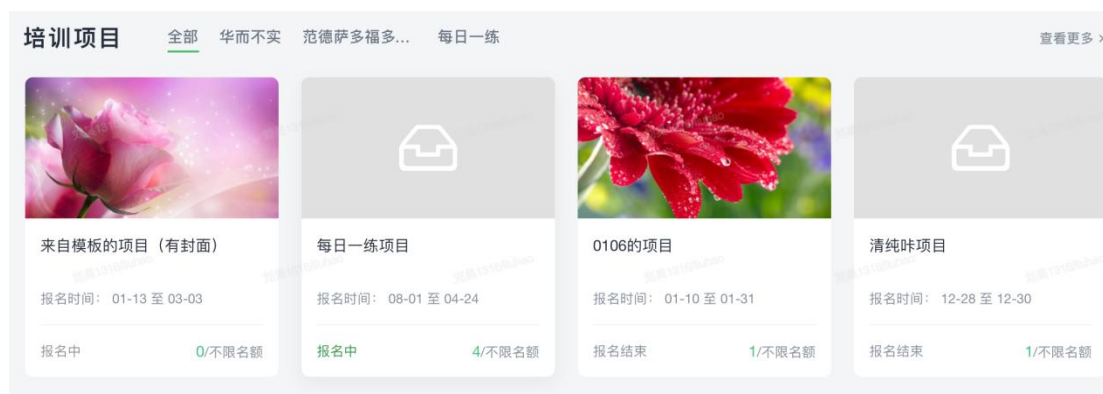 培训项目 全部 华而不实 范德萨多福多... 每日一练 查看更多 >
来自模板的项目（有封面） 每日一练项目 0106的项目 清纯咔项目
报名时间： 01-13 至 03-03 报名时间： 08-01 至 04-24 报名时间： 01-10 至 01-31 报名时间： 12-28 至 12-30
报名中 0/不限名额 报名中 4/不限名额 报名结束 1/不限名额 报名结束 1/不限名额